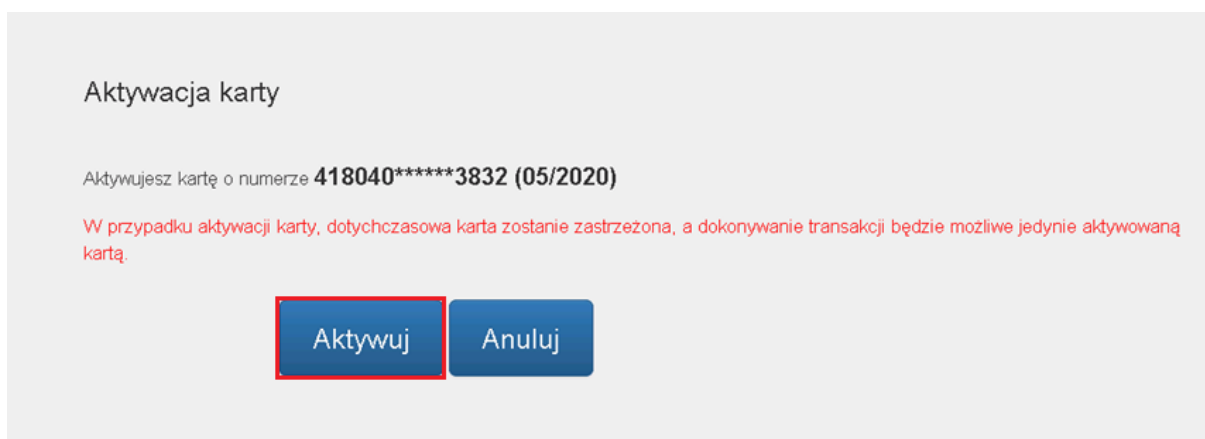 Aktywacja karty
Aktywujesz kartę o numerze 418040******3832 (05/2020)
W przypadku aktywacji karty, dotychczasowa karta zostanie zastrzeżona, a dokonywanie transakcji będzie możliwe jedynie aktywowaną
kartą.
Aktywuj Anuluj